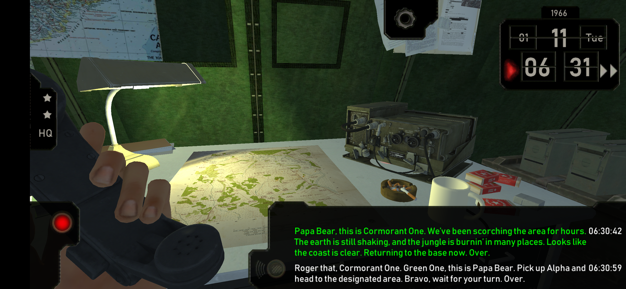 1966
01 11 Tue
06 31
HQ
Papa Bear, this is Cormorant One. We've been scorching the area for hours. 06:30:42
The earth is still shaking, and the jungle is burnin' in many places. Looks like
the coast is clear. Returning to the base now. Over.
Roger that, Cormorant One. Green One, this is Papa Bear. Pick up Alpha and 06:30:59
head to the designated area. Bravo, wait for your turn. Over.